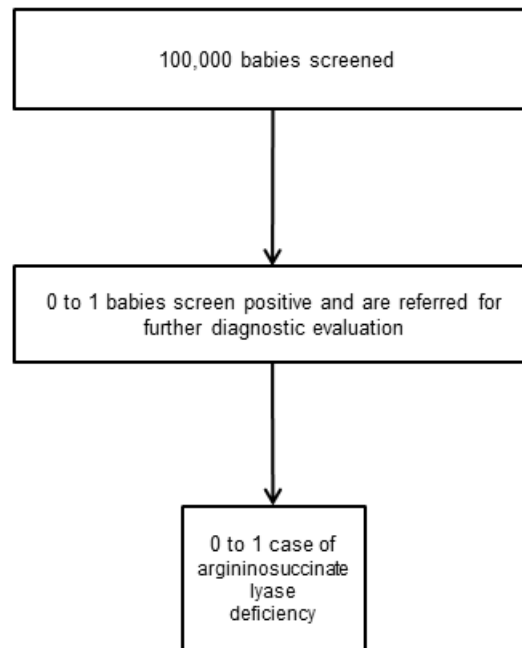 100,000 babies screened
0 to 1 babies screen positive and are referred for
further diagnostic evaluation
0 to 1 case of
argininosuccinate
lyase
deficiency